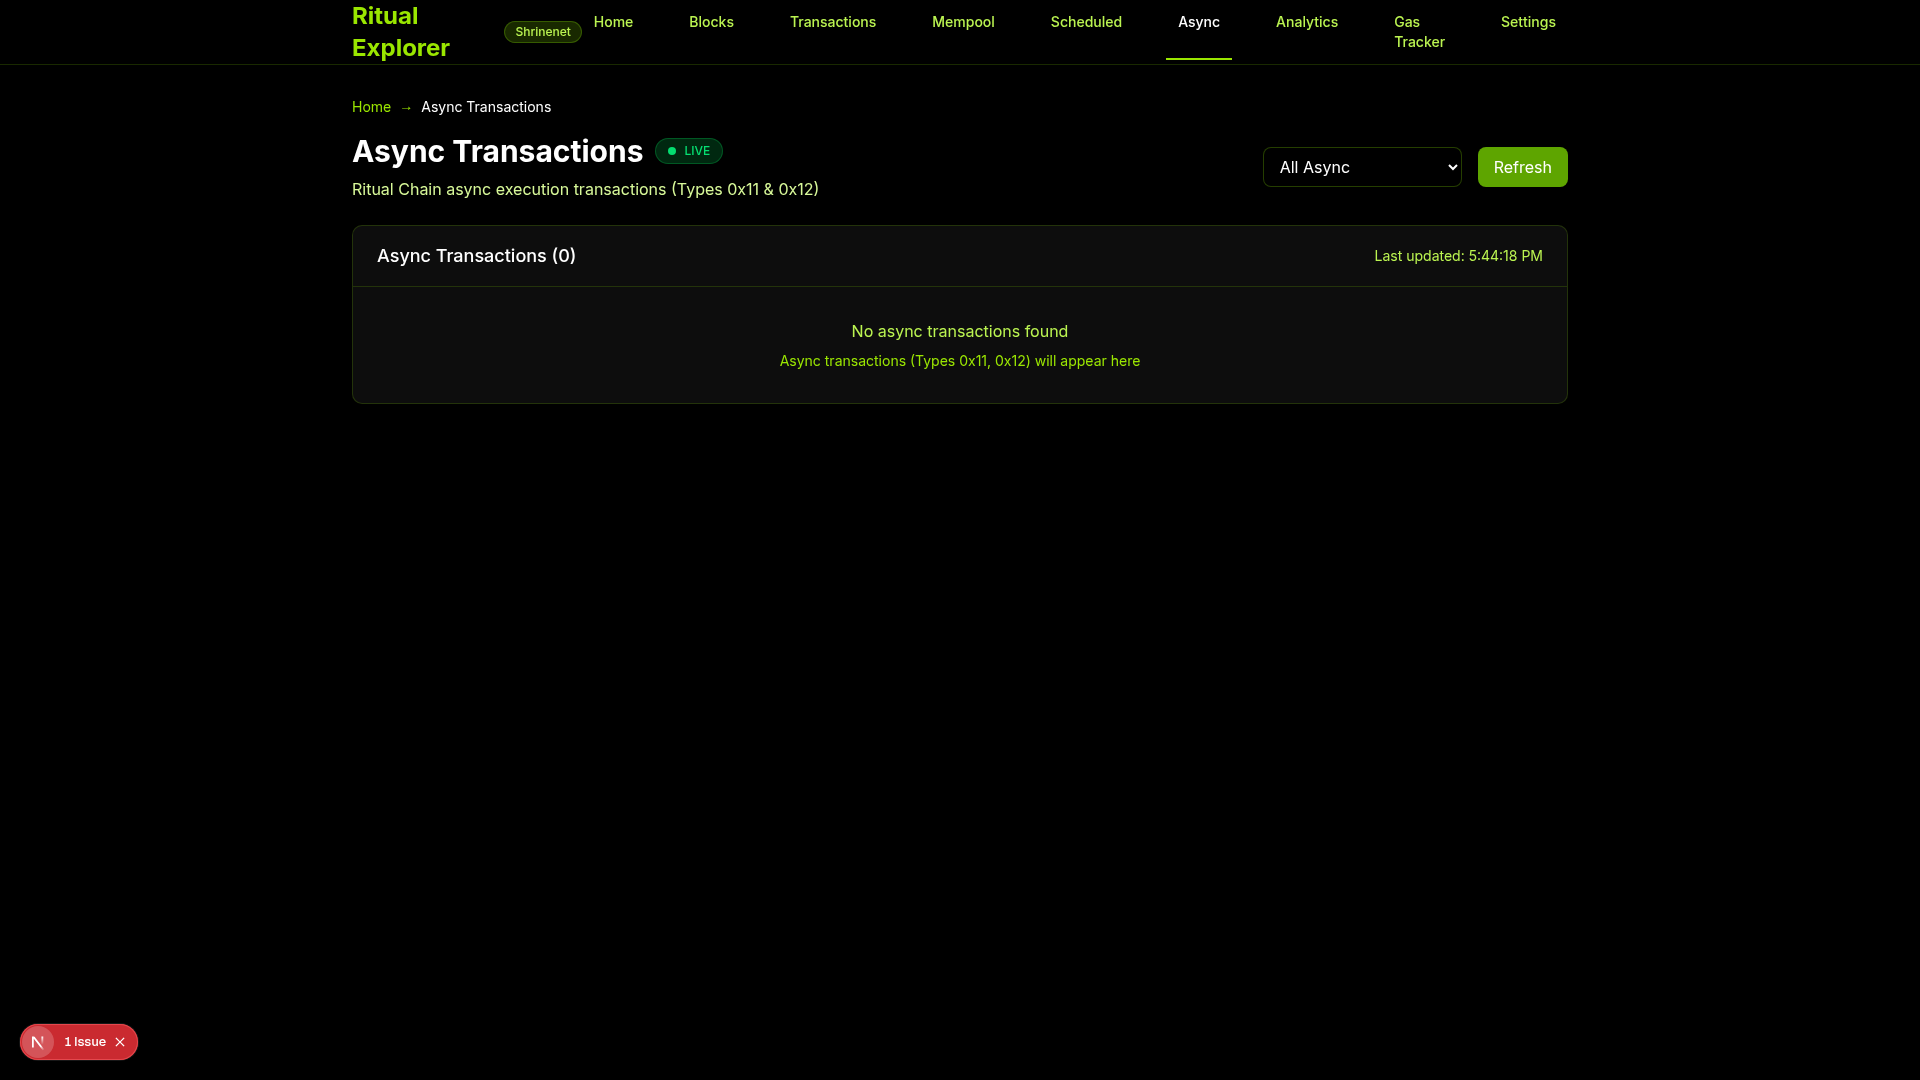 Ritual
Explorer
Shrinenet
Home
Blocks
Transactions
Mempool
Scheduled
Async
Analytics
Gas
Tracker
Settings
Home → Async Transactions
Async Transactions
LIVE
Ritual Chain async execution transactions (Types 0x11 & 0x12)
All Async
Refresh
Async Transactions (0)
Last updated: 5:44:18 PM
No async transactions found
Async transactions (Types 0x11, 0x12) will appear here
N
1 Issue